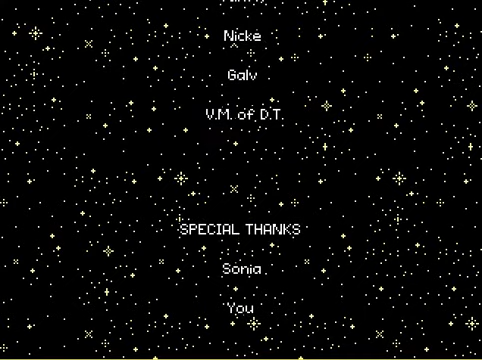 Nicke
Galv
V.M. of D.T.
SPECIAL THANKS
Sonia
You